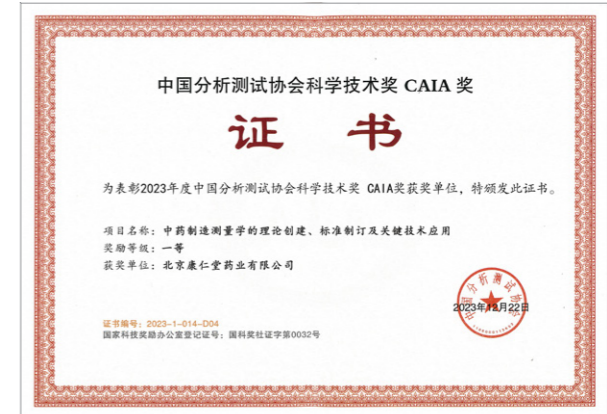 中国分析测试协会科学技术奖 CAIA 奖
证 书
为表彰2023年度中国分析测试协会科学技术奖 CAIA奖获奖单位，特颁发此证书。
项目名称：中药制造测量学的理论创建、标准制订及关键技术应用
奖励等级：一等
获奖单位：北京康仁堂药业有限公司
中国分析测试协会
2023年12月22日
证书编号：2023-1-014-D04
国家科技奖励办公室登记证号：国科奖社证字第0032号